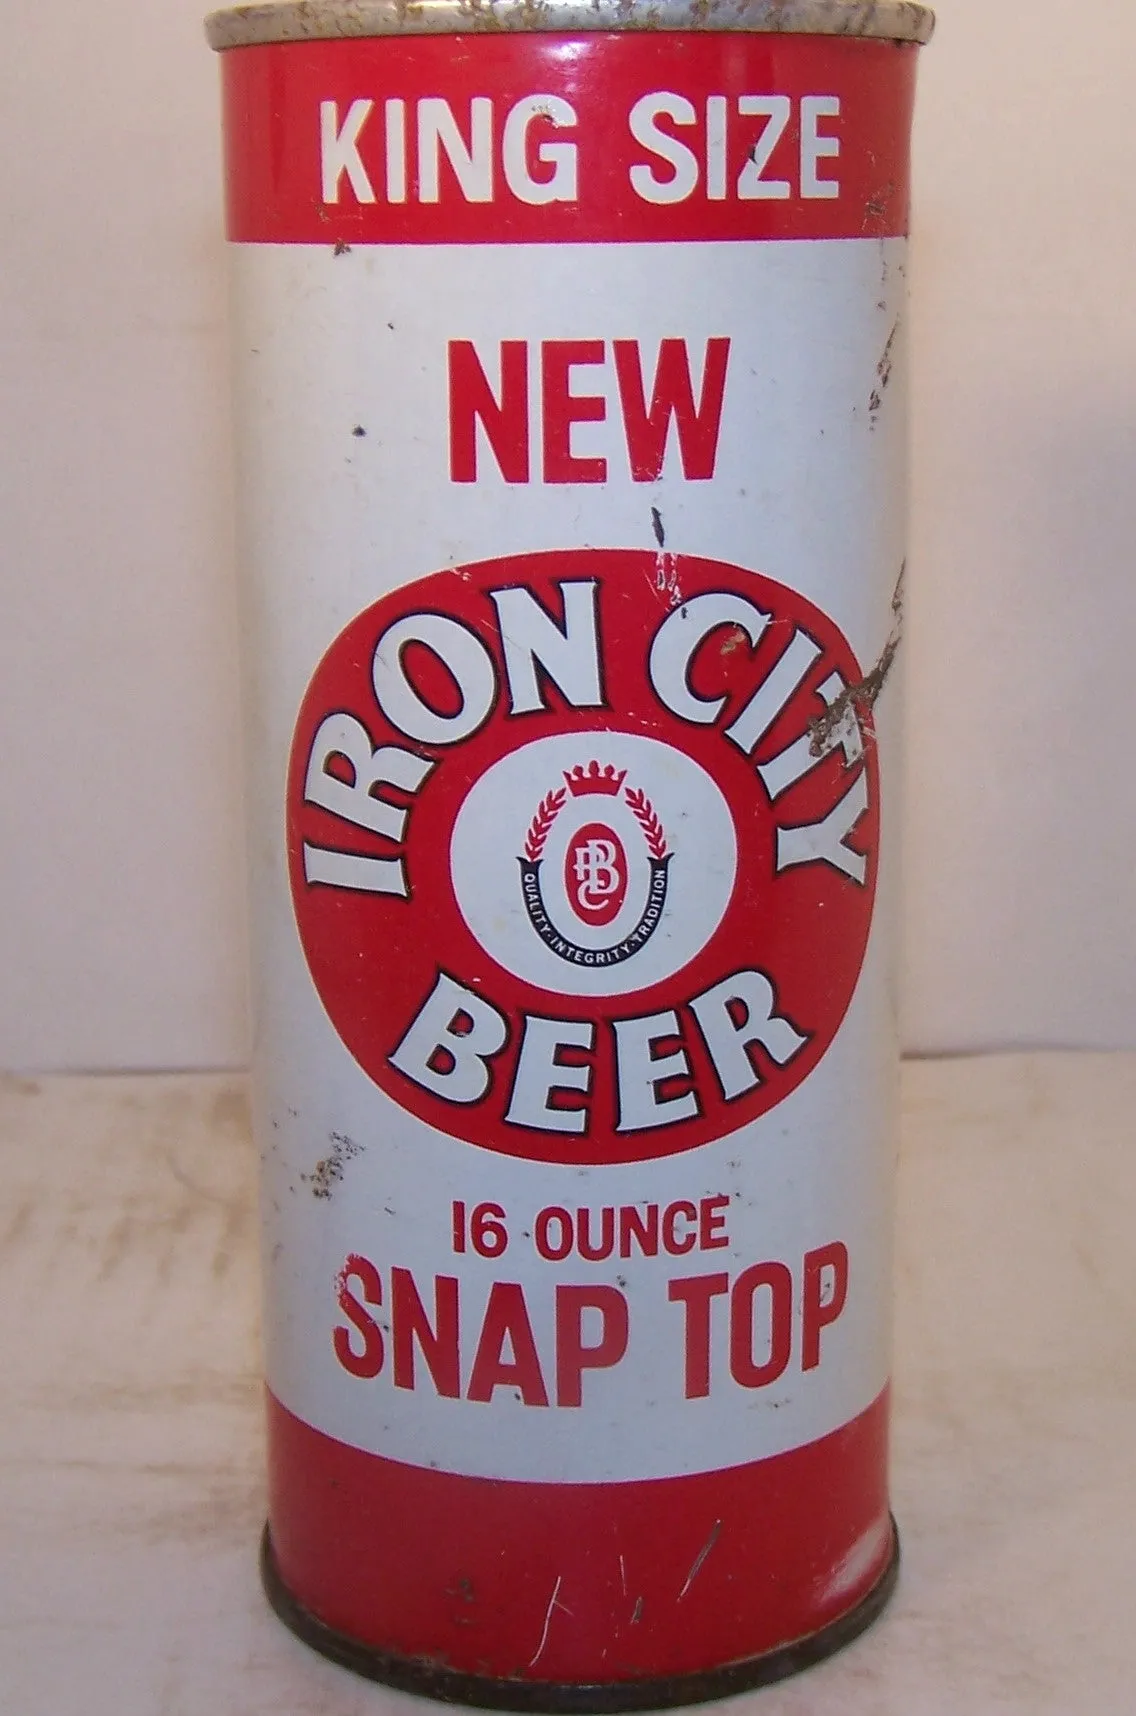 KING SIZE
NEW
IRON CITY
PBC
QUALITY·INTEGRITY·TRADITION
BEER
16 OUNCE
SNAP TOP